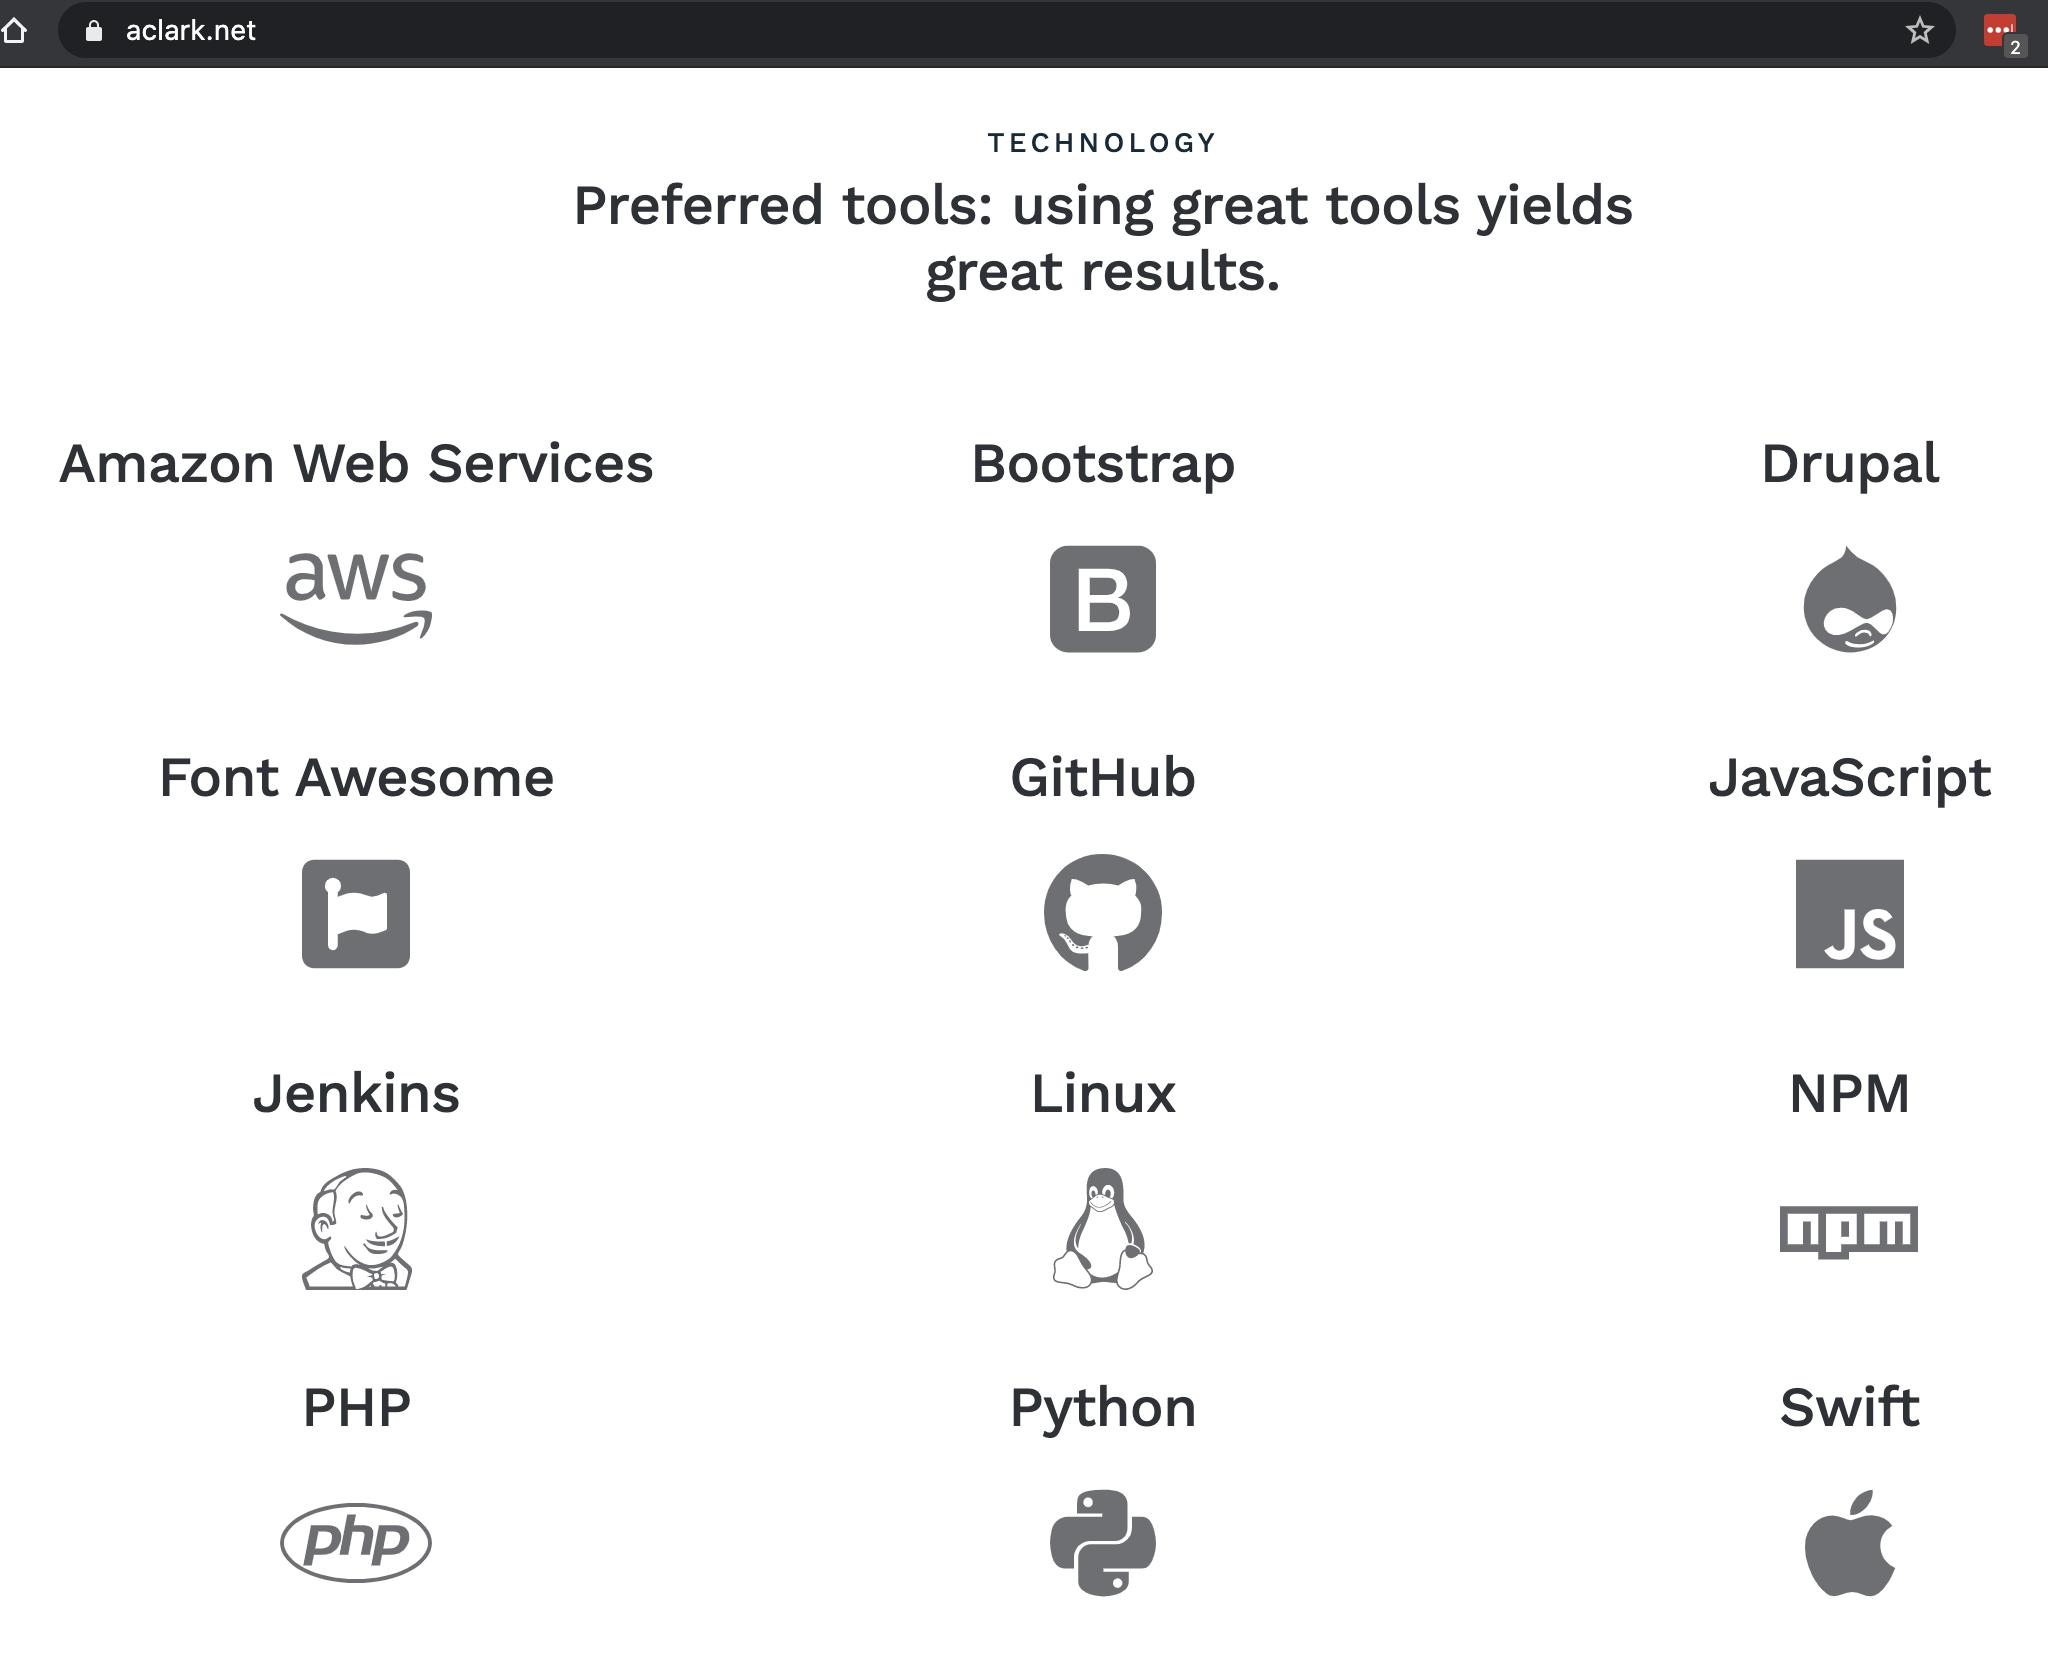 aclark.net
2
TECHNOLOGY
Preferred tools: using great tools yields
great results.
Amazon Web Services
Bootstrap
Drupal
aws
B
Font Awesome
GitHub
JavaScript
JS
Jenkins
Linux
NPM
npm
PHP
Python
Swift
php